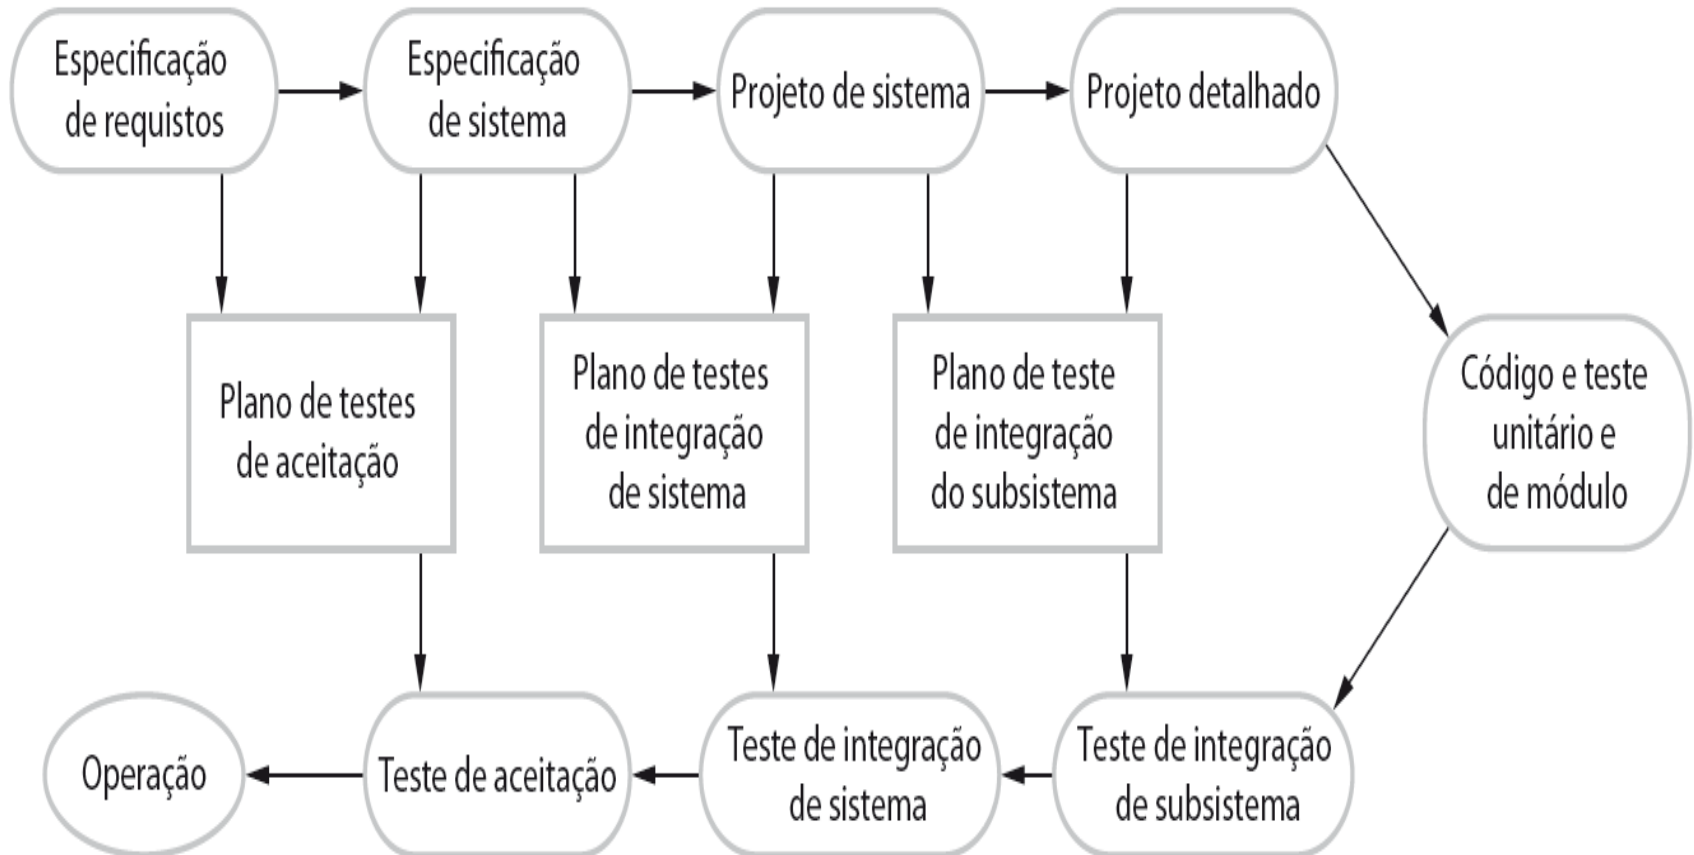 Especificação
de requistos
Especificação
de sistema
Projeto de sistema
Projeto detalhado
Plano de testes
de aceitação
Plano de testes
de integração
de sistema
Plano de teste
de integração
do subsistema
Código e teste
unitário e
de módulo
Operação
Teste de aceitação
Teste de integração
de sistema
Teste de integração
de subsistema